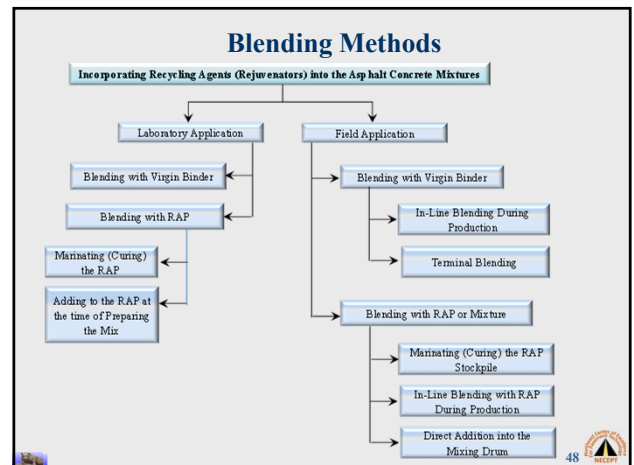 Blending Methods
Incorporating Recycling Agents (Rejuvenators) into the Asphalt Concrete Mixtures
Laboratory Application
Field Application
Blending with Virgin Binder
Blending with RAP
Marinating (Curing)
the RAP
Adding to the RAP at
the time of Preparing
the Mix
Blending with Virgin Binder
In-Line Blending During
Production
Terminal Blending
Blending with RAP or Mixture
Marinating (Curing) the RAP
Stockpile
In-Line Blending with RAP
During Production
Direct Addition into the
Mixing Drum
48
NECEPT